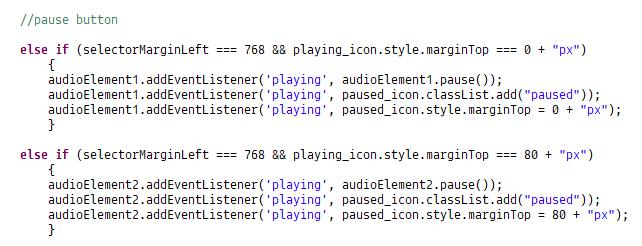 //pause button
else if (selectorMarginLeft === 768 && playing_icon.style.marginTop === 0 + "px")
{
audioElement1.addEventListener('playing', audioElement1.pause());
audioElement1.addEventListener('playing', paused_icon.classList.add("paused"));
audioElement1.addEventListener('playing', paused_icon.style.marginTop = 0 + "px");
}
else if (selectorMarginLeft === 768 && playing_icon.style.marginTop === 80 + "px")
{
audioElement2.addEventListener('playing', audioElement2.pause());
audioElement2.addEventListener('playing', paused_icon.classList.add("paused"));
audioElement2.addEventListener('playing', paused_icon.style.marginTop = 80 + "px");
}